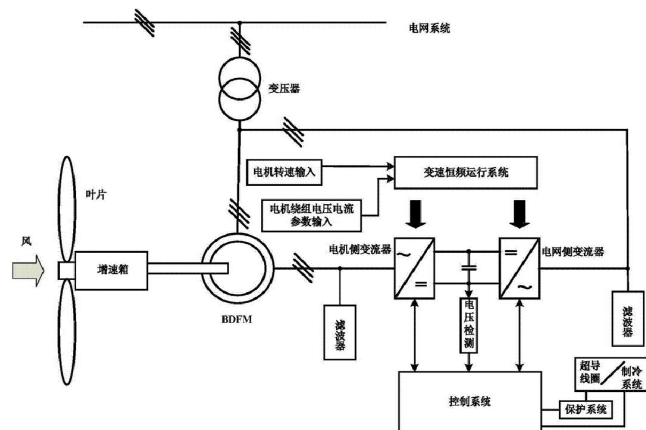 电网系统
变压器
电机转速输入
变速恒频运行系统
叶片
电机绕组电压电流
参数输入
风
增速箱
电机侧变流器
电网侧变流器
BDFM
滤波器
电压检测
滤波器
超导
线圈
制冷
系统
控制系统
保护系统